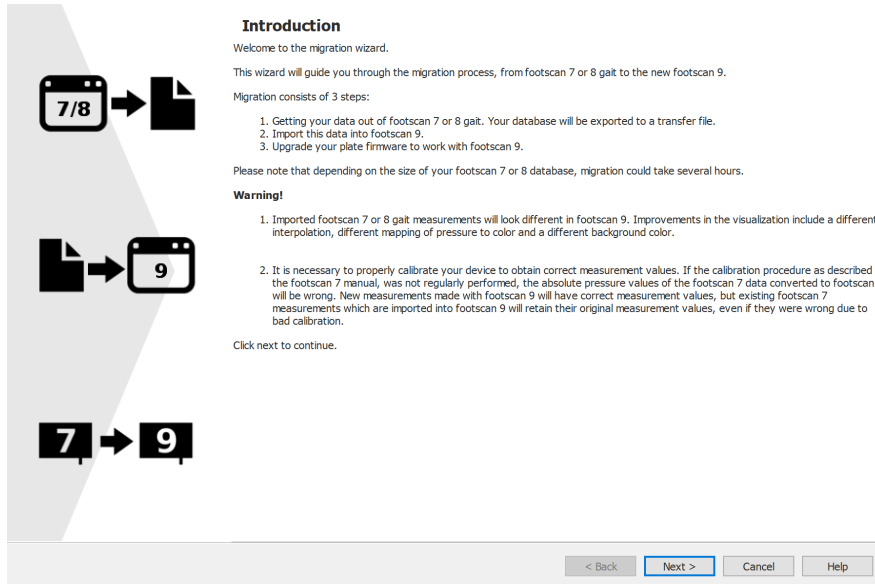 Introduction
Welcome to the migration wizard.
This wizard will guide you through the migration process, from footscan 7 or 8 gait to the new footscan 9.
7/8
Migration consists of 3 steps:
1. Getting your data out of footscan 7 or 8 gait. Your database will be exported to a transfer file.
2. Import this data into footscan 9.
3. Upgrade your plate firmware to work with footscan 9.
Please note that depending on the size of your footscan 7 or 8 database, migration could take several hours.
Warning!
1. Imported footscan 7 or 8 gait measurements will look different in footscan 9. Improvements in the visualization include a different
interpolation, different mapping of pressure to color and a different background color.
9
2. It is necessary to properly calibrate your device to obtain correct measurement values. If the calibration procedure as described
the footscan 7 manual, was not regularly performed, the absolute pressure values of the footscan 7 data converted to footscan
will be wrong. New measurements made with footscan 9 will have correct measurement values, but existing footscan 7
measurements which are imported into footscan 9 will retain their original measurement values, even if they were wrong due to
bad calibration.
Click next to continue.
7 9
< Back Next > Cancel Help